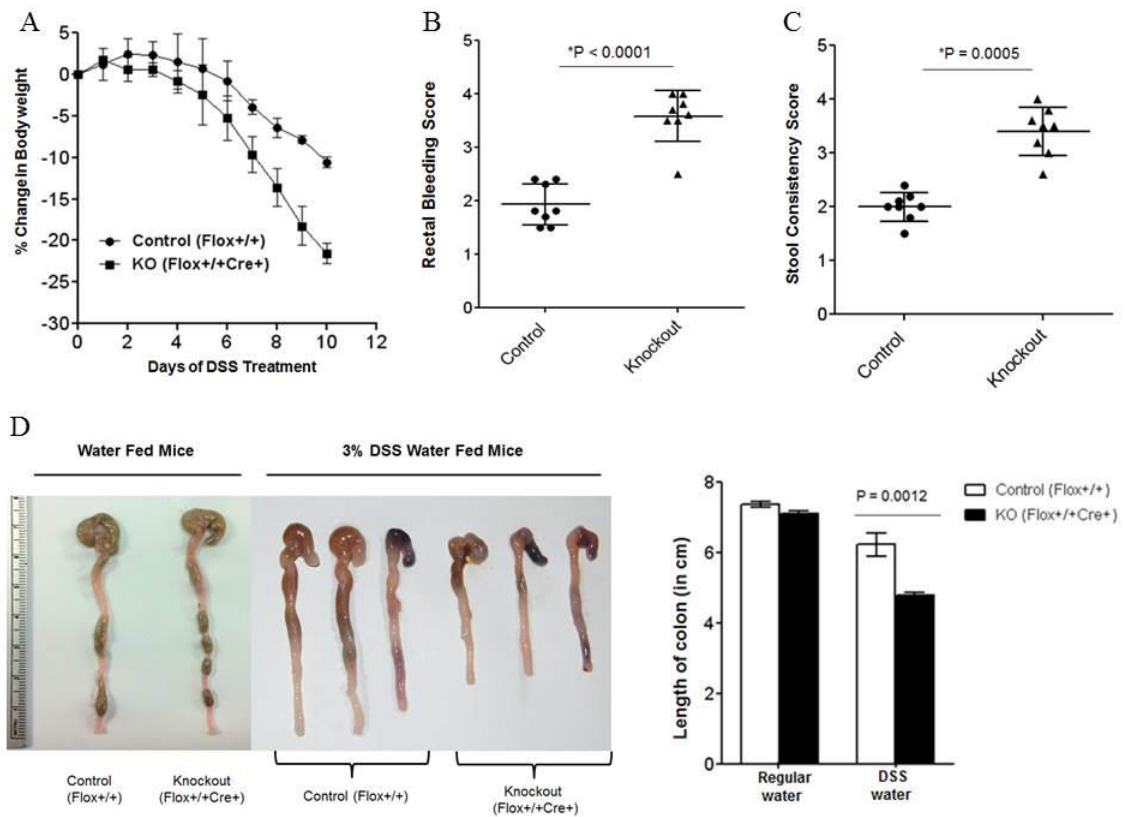 A
5
0
-5
-10
-15
-20
-25
-30
% Change In Body weight
Control (Flox+/+)
KO (Flox+/+Cre+)
0 2 4 6 8 10 12
Days of DSS Treatment
B
*P < 0.0001
5
4
3
2
1
0
Rectal Bleeding Score
Control
Knockout
C
*P = 0.0005
5
4
3
2
1
0
Stool Consistency Score
Control
Knockout
D
Water Fed Mice
3% DSS Water Fed Mice
Control
(Flox+/+)
Knockout
(Flox+/+Cre+)
Control (Flox+/+)
Knockout
(Flox+/+Cre+)
8
6
4
2
0
Length of colon (in cm)
P = 0.0012
Control (Flox+/+)
KO (Flox+/+Cre+)
Regular
water
DSS
water